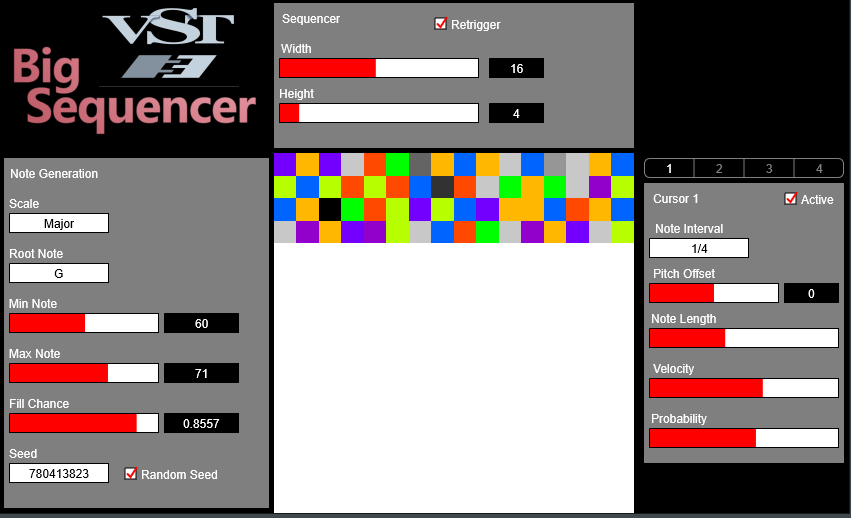 VST
Big
Sequencer
Sequencer
Retrigger
Width
16
Height
4
Note Generation
Scale
Major
Root Note
G
Min Note
60
Max Note
71
Fill Chance
0.8557
Seed
780413823
Random Seed
1 2 3 4
Cursor 1
Active
Note Interval
1/4
Pitch Offset
0
Note Length
Velocity
Probability